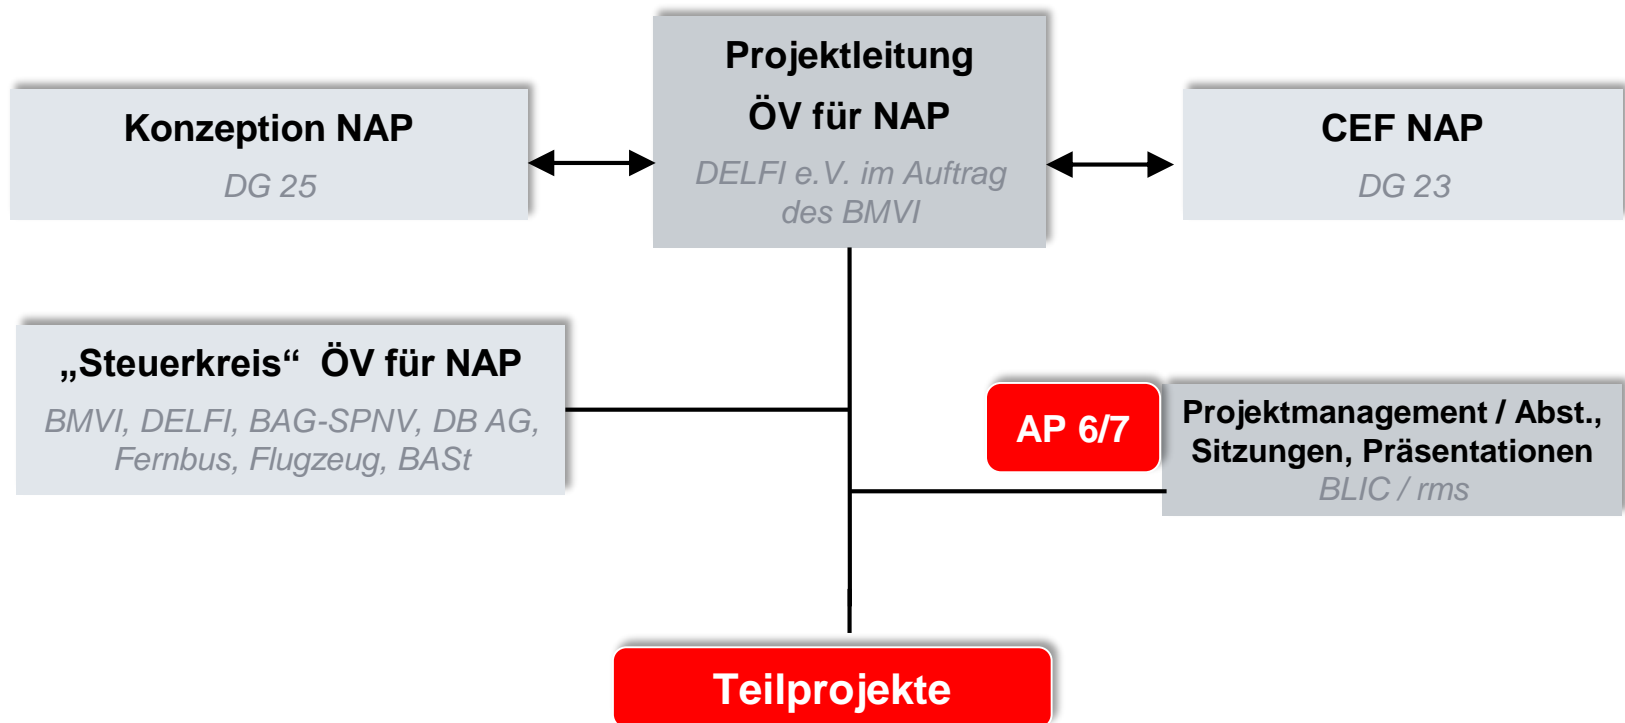 Projektleitung
ÖV für NAP
DELFI e.V. im Auftrag
des BMVI
Konzeption NAP
DG 25
CEF NAP
DG 23
„Steuerkreis“ ÖV für NAP
BMVI, DELFI, BAG-SPNV, DB AG,
Fernbus, Flugzeug, BASt
AP 6/7
Projektmanagement / Abst.,
Sitzungen, Präsentationen
BLIC / rms
Teilprojekte